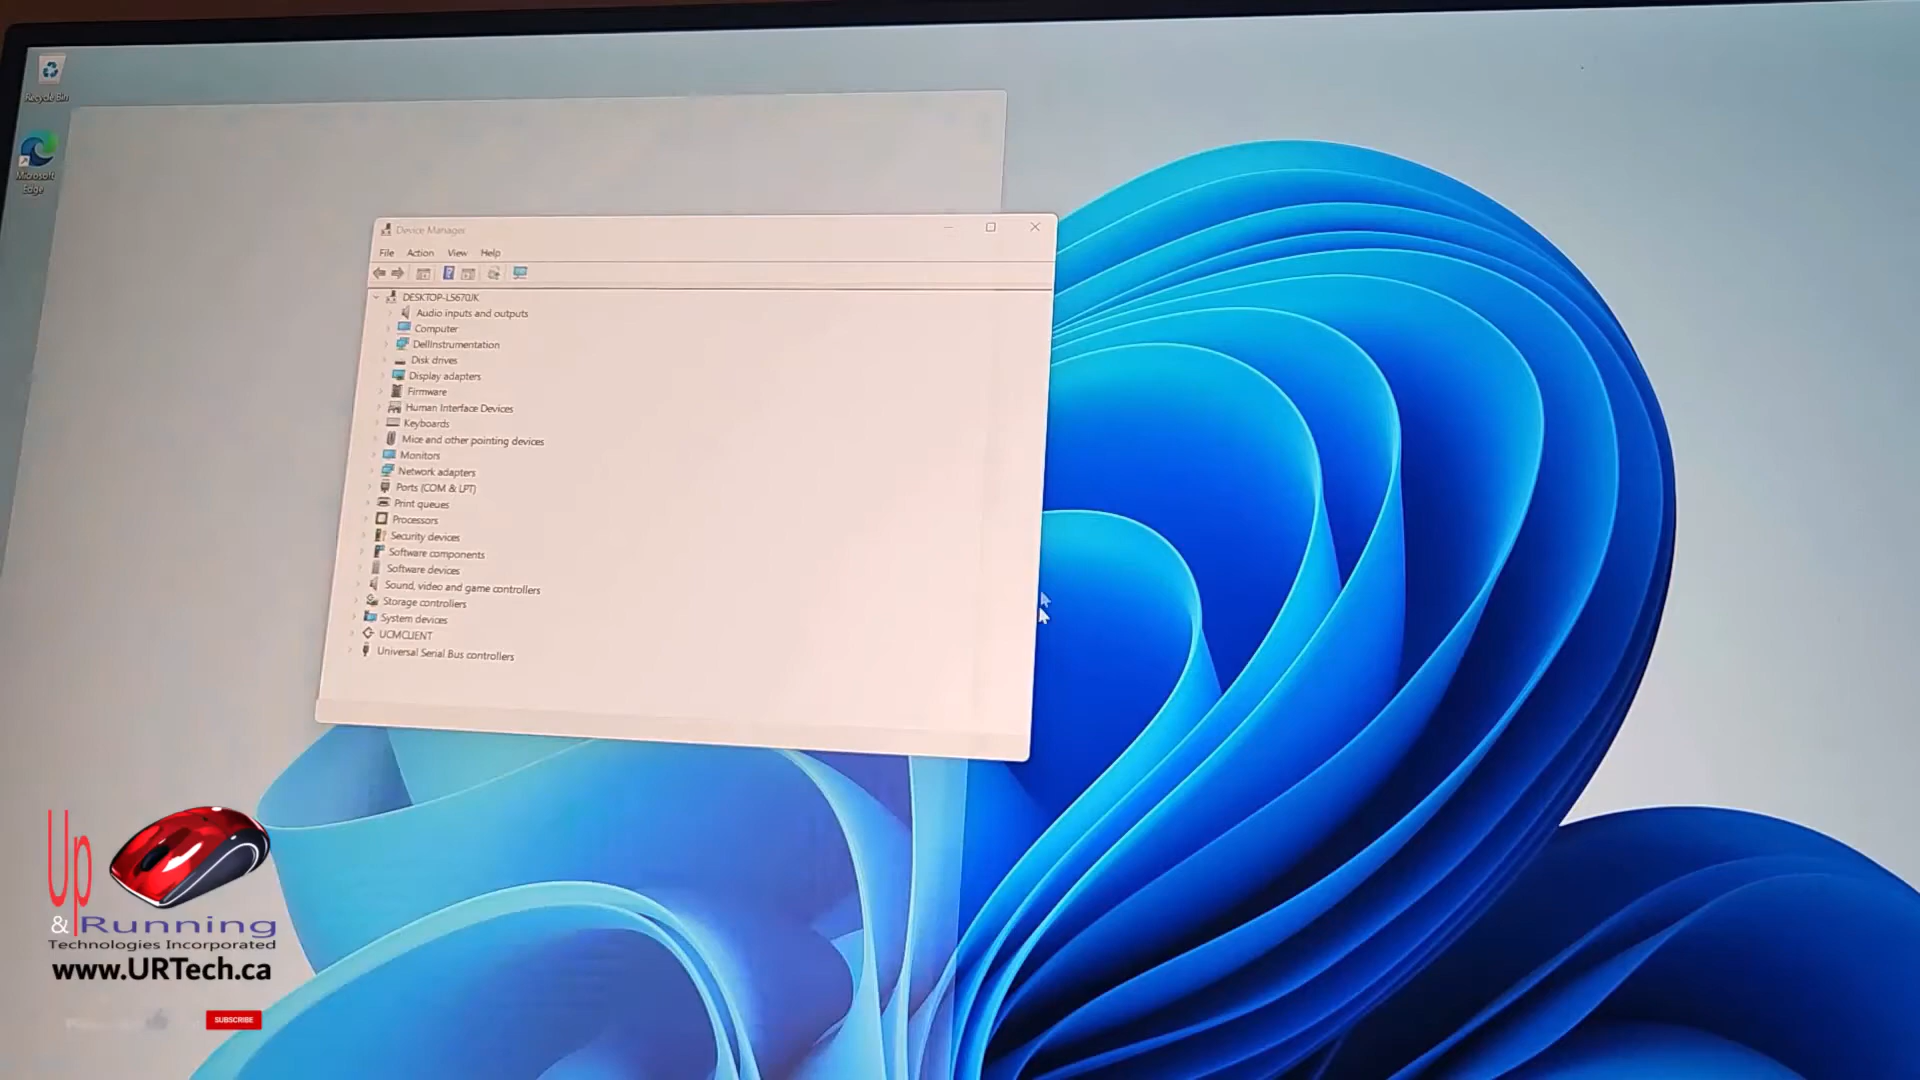 Recycle Bin
Microsoft
Edge
Device Manager
File Action View Help
DESKTOP-L5670JK
Audio inputs and outputs
Computer
DellInstrumentation
Disk drives
Display adapters
Firmware
Human Interface Devices
Keyboards
Mice and other pointing devices
Monitors
Network adapters
Ports (COM & LPT)
Print queues
Processors
Security devices
Software components
Software devices
Sound, video and game controllers
Storage controllers
System devices
UCMCLIENT
Universal Serial Bus controllers
Up
& Running
Technologies Incorporated
www.URTech.ca
SUBSCRIBE